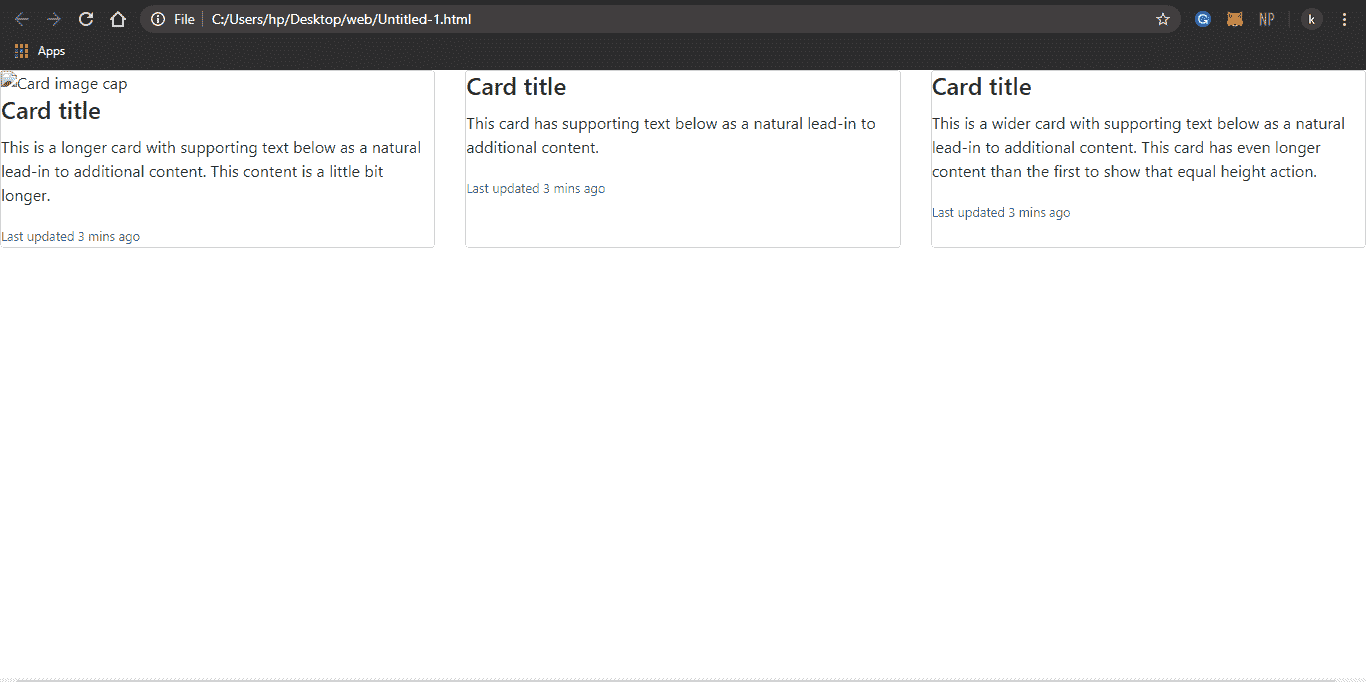 File C:/Users/hp/Desktop/web/Untitled-1.html
G NP k
Apps
Card image cap
Card title
This is a longer card with supporting text below as a natural
lead-in to additional content. This content is a little bit
longer.
Last updated 3 mins ago
Card title
This card has supporting text below as a natural lead-in to
additional content.
Last updated 3 mins ago
Card title
This is a wider card with supporting text below as a natural
lead-in to additional content. This card has even longer
content than the first to show that equal height action.
Last updated 3 mins ago